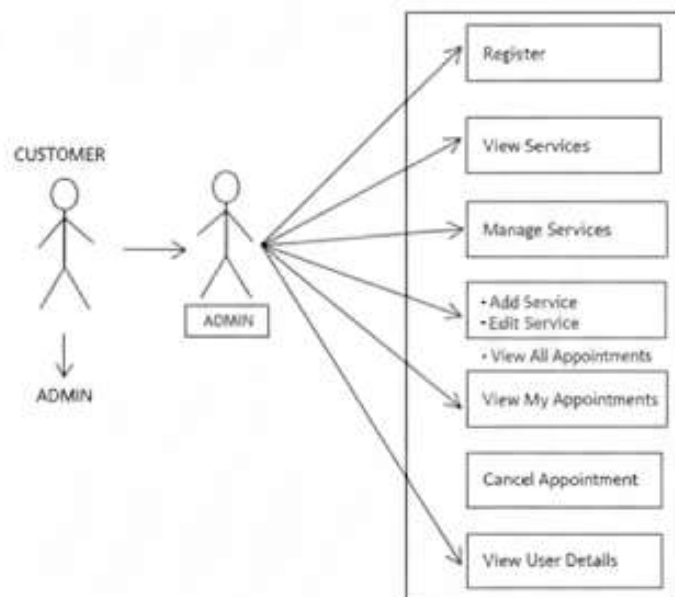 CUSTOMER
ADMIN
ADMIN
Register
View Services
Manage Services
• Add Service
• Edit Service
• View All Appointments
View My Appointments
Cancel Appointment
View User Details